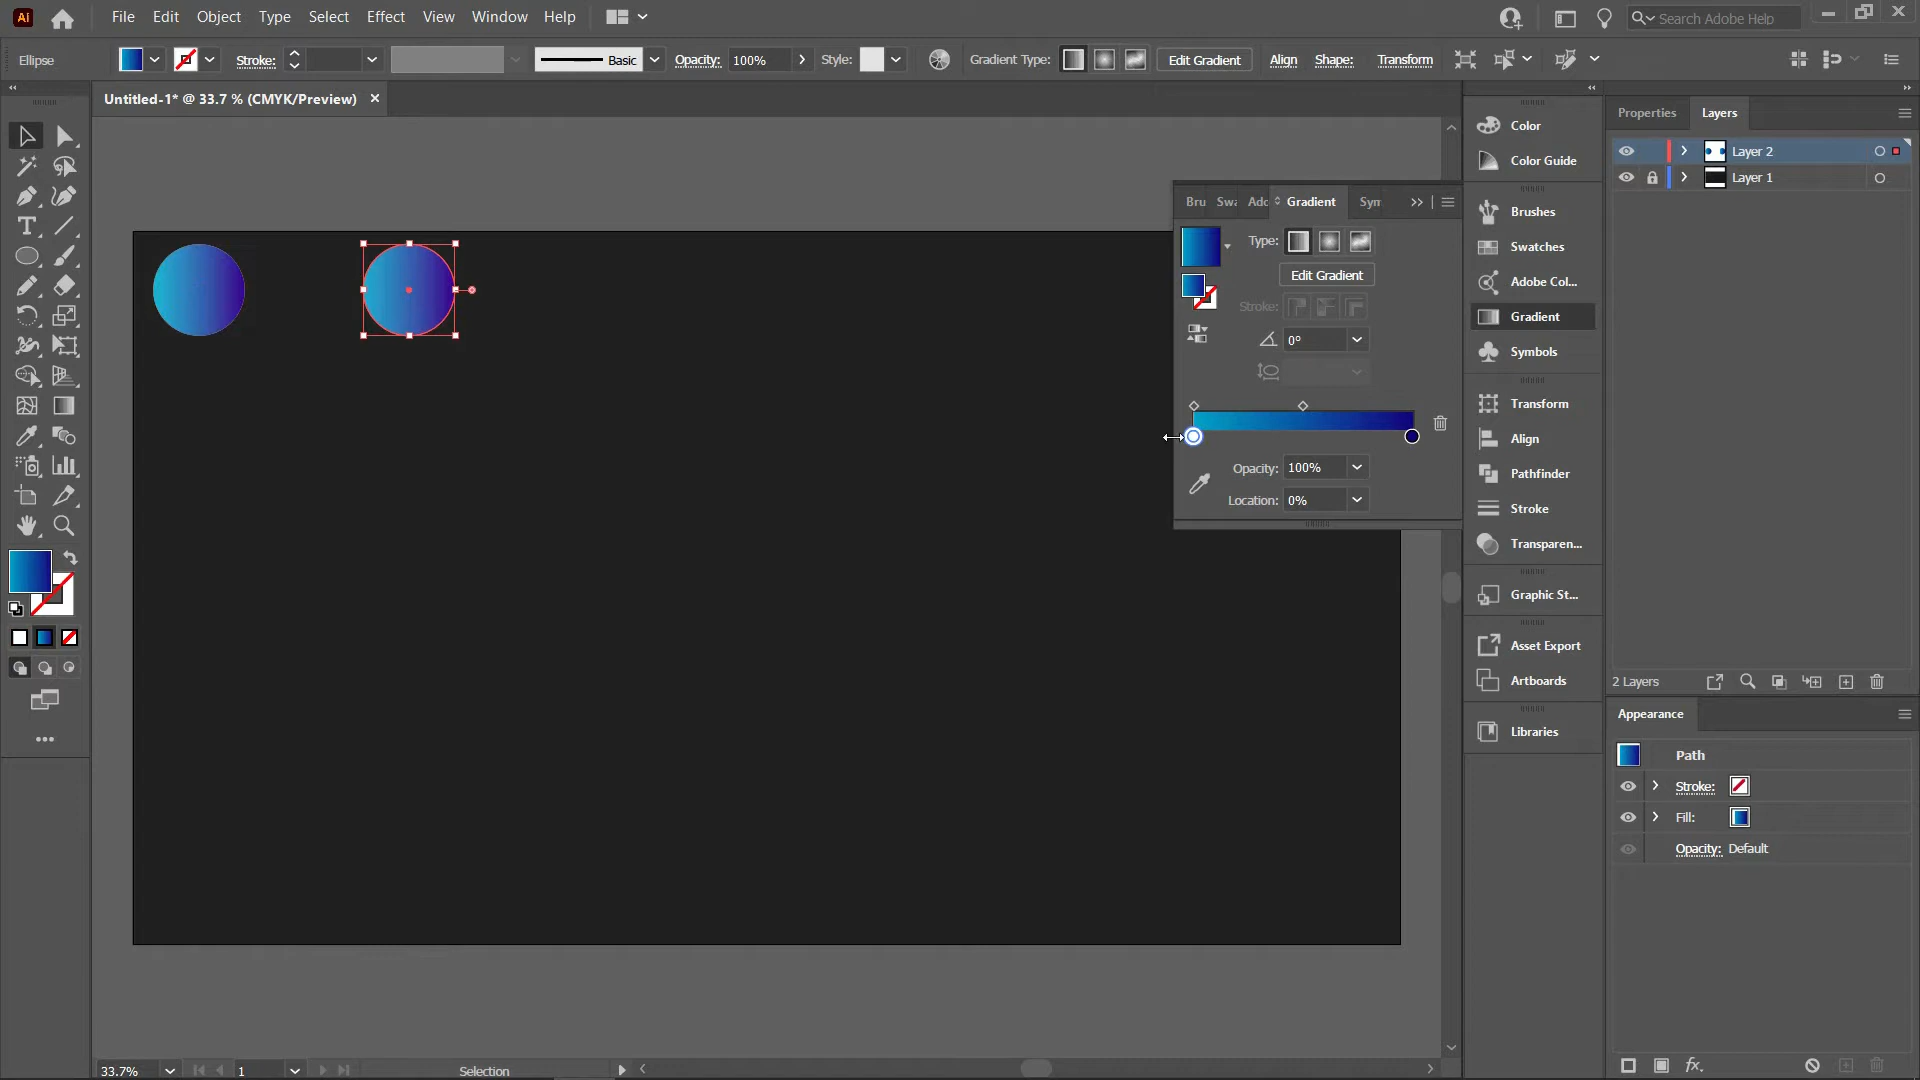 Ai File Edit Object Type Select Effect View Window Help Search Adobe Help
Ellipse Stroke: Basic Opacity: 100% Style: Gradient Type: Edit Gradient Align Shape: Transform
Untitled-1* @ 33.7 % (CMYK/Preview) ×
Bru Swa Adc Gradient Syn
Type:
Edit Gradient
Stroke:
0°
Opacity: 100%
Location: 0%
Color
Color Guide
Brushes
Swatches
Adobe Col...
Gradient
Symbols
Transform
Align
Pathfinder
Stroke
Transparen...
Graphic St...
Asset Export
Artboards
Libraries
Properties Layers
Layer 2
Layer 1
2 Layers
Appearance
Path
Stroke:
Fill:
Opacity: Default
fx.
33.7% 1 Selection